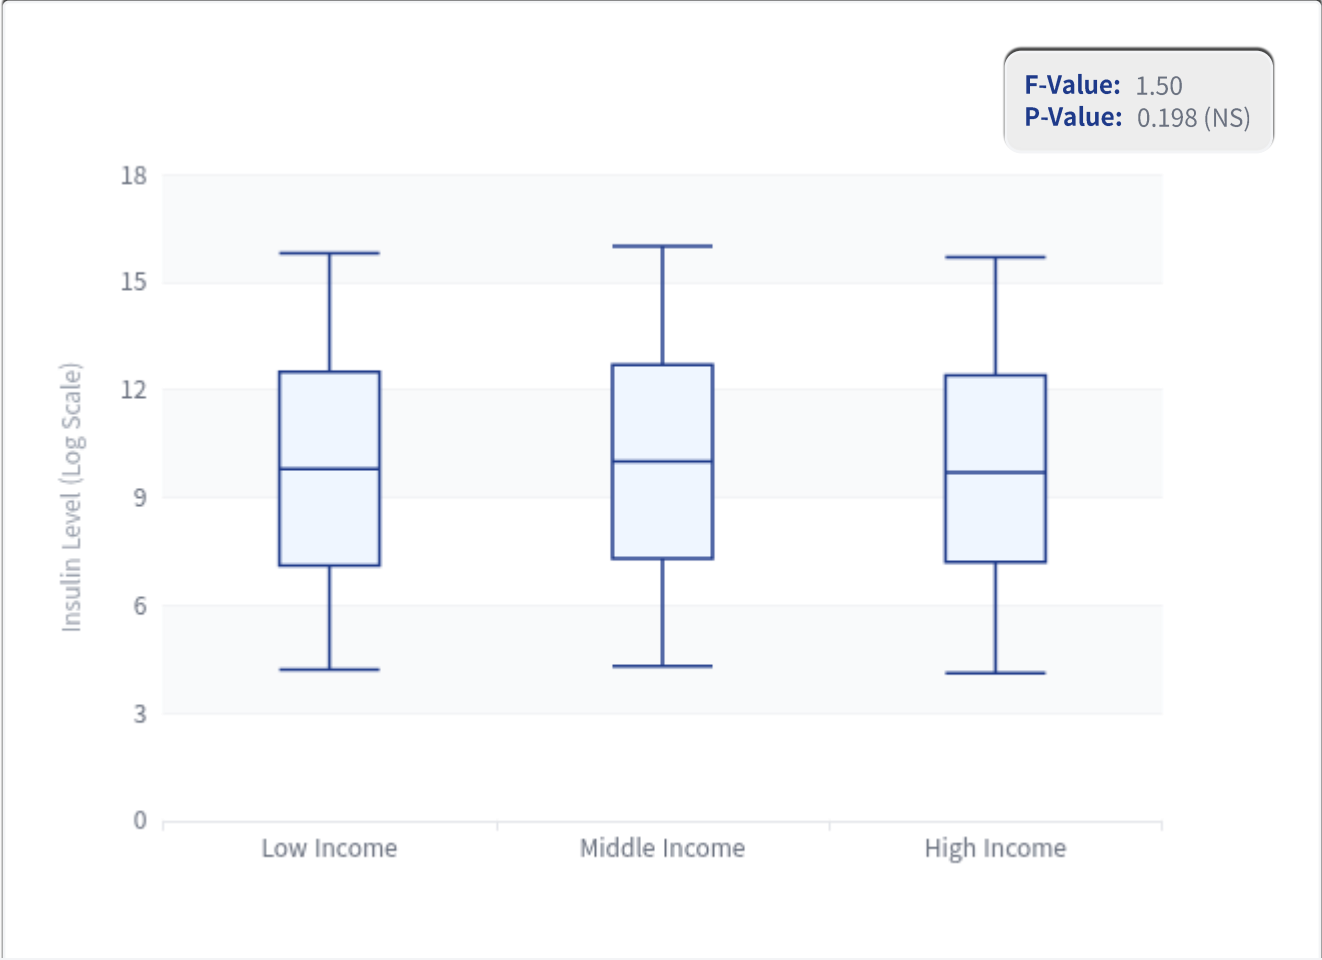 F-Value: 1.50
P-Value: 0.198 (NS)
18
15
12
9
6
3
0
Insulin Level (Log Scale)
Low Income
Middle Income
High Income